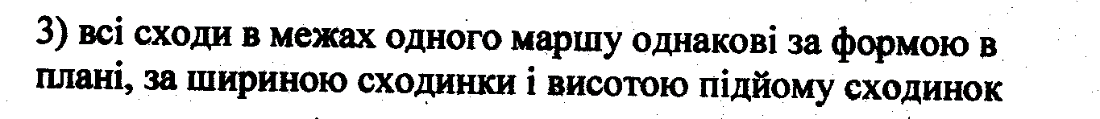 3) всі сходи в межах одного маршу однакові за формою в
плані, за шириною сходинки і висотою підйому сходинок